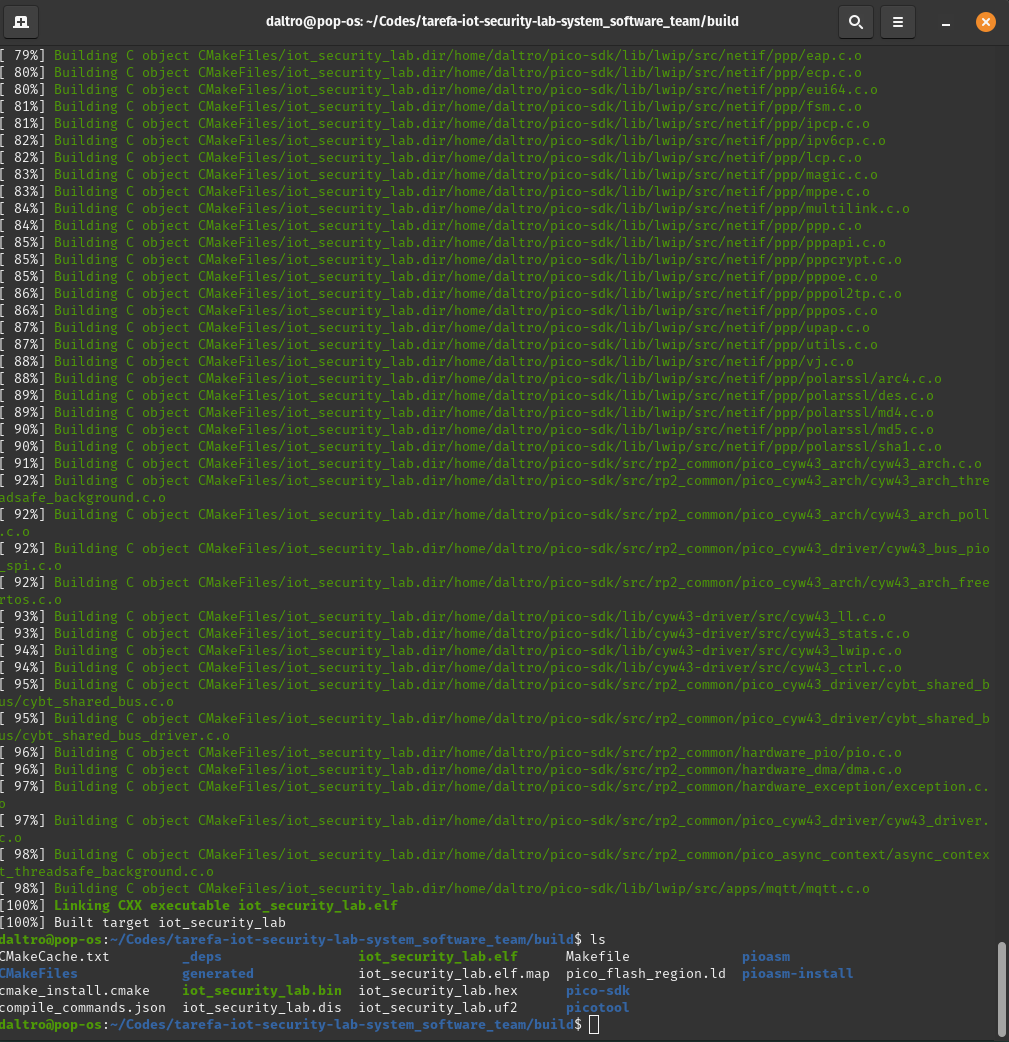 daltro@pop-os: ~/Codes/tarefa-iot-security-lab-system_software_team/build
[ 79%] Building C object CMakeFiles/iot_security_lab.dir/home/daltro/pico-sdk/lib/lwip/src/netif/ppp/eap.c.o
[ 80%] Building C object CMakeFiles/iot_security_lab.dir/home/daltro/pico-sdk/lib/lwip/src/netif/ppp/ecp.c.o
[ 80%] Building C object CMakeFiles/iot_security_lab.dir/home/daltro/pico-sdk/lib/lwip/src/netif/ppp/eui64.c.o
[ 81%] Building C object CMakeFiles/iot_security_lab.dir/home/daltro/pico-sdk/lib/lwip/src/netif/ppp/fsm.c.o
[ 81%] Building C object CMakeFiles/iot_security_lab.dir/home/daltro/pico-sdk/lib/lwip/src/netif/ppp/ipcp.c.o
[ 82%] Building C object CMakeFiles/iot_security_lab.dir/home/daltro/pico-sdk/lib/lwip/src/netif/ppp/ipv6cp.c.o
[ 82%] Building C object CMakeFiles/iot_security_lab.dir/home/daltro/pico-sdk/lib/lwip/src/netif/ppp/lcp.c.o
[ 83%] Building C object CMakeFiles/iot_security_lab.dir/home/daltro/pico-sdk/lib/lwip/src/netif/ppp/magic.c.o
[ 83%] Building C object CMakeFiles/iot_security_lab.dir/home/daltro/pico-sdk/lib/lwip/src/netif/ppp/mppe.c.o
[ 84%] Building C object CMakeFiles/iot_security_lab.dir/home/daltro/pico-sdk/lib/lwip/src/netif/ppp/multilink.c.o
[ 84%] Building C object CMakeFiles/iot_security_lab.dir/home/daltro/pico-sdk/lib/lwip/src/netif/ppp/ppp.c.o
[ 85%] Building C object CMakeFiles/iot_security_lab.dir/home/daltro/pico-sdk/lib/lwip/src/netif/ppp/pppapi.c.o
[ 85%] Building C object CMakeFiles/iot_security_lab.dir/home/daltro/pico-sdk/lib/lwip/src/netif/ppp/pppcrypt.c.o
[ 85%] Building C object CMakeFiles/iot_security_lab.dir/home/daltro/pico-sdk/lib/lwip/src/netif/ppp/pppoe.c.o
[ 86%] Building C object CMakeFiles/iot_security_lab.dir/home/daltro/pico-sdk/lib/lwip/src/netif/ppp/pppol2tp.c.o
[ 86%] Building C object CMakeFiles/iot_security_lab.dir/home/daltro/pico-sdk/lib/lwip/src/netif/ppp/pppos.c.o
[ 87%] Building C object CMakeFiles/iot_security_lab.dir/home/daltro/pico-sdk/lib/lwip/src/netif/ppp/upap.c.o
[ 87%] Building C object CMakeFiles/iot_security_lab.dir/home/daltro/pico-sdk/lib/lwip/src/netif/ppp/utils.c.o
[ 88%] Building C object CMakeFiles/iot_security_lab.dir/home/daltro/pico-sdk/lib/lwip/src/netif/ppp/vj.c.o
[ 88%] Building C object CMakeFiles/iot_security_lab.dir/home/daltro/pico-sdk/lib/lwip/src/netif/ppp/polarssl/arc4.c.o
[ 89%] Building C object CMakeFiles/iot_security_lab.dir/home/daltro/pico-sdk/lib/lwip/src/netif/ppp/polarssl/des.c.o
[ 89%] Building C object CMakeFiles/iot_security_lab.dir/home/daltro/pico-sdk/lib/lwip/src/netif/ppp/polarssl/md4.c.o
[ 90%] Building C object CMakeFiles/iot_security_lab.dir/home/daltro/pico-sdk/lib/lwip/src/netif/ppp/polarssl/md5.c.o
[ 90%] Building C object CMakeFiles/iot_security_lab.dir/home/daltro/pico-sdk/lib/lwip/src/netif/ppp/polarssl/sha1.c.o
[ 91%] Building C object CMakeFiles/iot_security_lab.dir/home/daltro/pico-sdk/src/rp2_common/pico_cyw43_arch/cyw43_arch.c.o
[ 92%] Building C object CMakeFiles/iot_security_lab.dir/home/daltro/pico-sdk/src/rp2_common/pico_cyw43_arch/cyw43_arch_thre
adsafe_background.c.o
[ 92%] Building C object CMakeFiles/iot_security_lab.dir/home/daltro/pico-sdk/src/rp2_common/pico_cyw43_arch/cyw43_arch_poll
.c.o
[ 92%] Building C object CMakeFiles/iot_security_lab.dir/home/daltro/pico-sdk/src/rp2_common/pico_cyw43_driver/cyw43_bus_pio
_spi.c.o
[ 92%] Building C object CMakeFiles/iot_security_lab.dir/home/daltro/pico-sdk/src/rp2_common/pico_cyw43_arch/cyw43_arch_free
rtos.c.o
[ 93%] Building C object CMakeFiles/iot_security_lab.dir/home/daltro/pico-sdk/lib/cyw43-driver/src/cyw43_ll.c.o
[ 93%] Building C object CMakeFiles/iot_security_lab.dir/home/daltro/pico-sdk/lib/cyw43-driver/src/cyw43_stats.c.o
[ 94%] Building C object CMakeFiles/iot_security_lab.dir/home/daltro/pico-sdk/lib/cyw43-driver/src/cyw43_lwip.c.o
[ 94%] Building C object CMakeFiles/iot_security_lab.dir/home/daltro/pico-sdk/lib/cyw43-driver/src/cyw43_ctrl.c.o
[ 95%] Building C object CMakeFiles/iot_security_lab.dir/home/daltro/pico-sdk/src/rp2_common/pico_cyw43_driver/cybt_shared_b
us/cybt_shared_bus.c.o
[ 95%] Building C object CMakeFiles/iot_security_lab.dir/home/daltro/pico-sdk/src/rp2_common/pico_cyw43_driver/cybt_shared_b
us/cybt_shared_bus_driver.c.o
[ 96%] Building C object CMakeFiles/iot_security_lab.dir/home/daltro/pico-sdk/src/rp2_common/hardware_pio/pio.c.o
[ 96%] Building C object CMakeFiles/iot_security_lab.dir/home/daltro/pico-sdk/src/rp2_common/hardware_dma/dma.c.o
[ 97%] Building C object CMakeFiles/iot_security_lab.dir/home/daltro/pico-sdk/src/rp2_common/hardware_exception/exception.c.
o
[ 97%] Building C object CMakeFiles/iot_security_lab.dir/home/daltro/pico-sdk/src/rp2_common/pico_cyw43_driver/cyw43_driver.
c.o
[ 98%] Building C object CMakeFiles/iot_security_lab.dir/home/daltro/pico-sdk/src/rp2_common/pico_async_context/async_contex
t_threadsafe_background.c.o
[ 98%] Building C object CMakeFiles/iot_security_lab.dir/home/daltro/pico-sdk/lib/lwip/src/apps/mqtt/mqtt.c.o
[100%] Linking CXX executable iot_security_lab.elf
[100%] Built target iot_security_lab
daltro@pop-os:~/Codes/tarefa-iot-security-lab-system_software_team/build$ ls
CMakeCache.txt _deps iot_security_lab.elf Makefile pioasm
CMakeFiles generated iot_security_lab.elf.map pico_flash_region.ld pioasm-install
cmake_install.cmake iot_security_lab.bin iot_security_lab.hex pico-sdk
compile_commands.json iot_security_lab.dis iot_security_lab.uf2 picotool
daltro@pop-os:~/Codes/tarefa-iot-security-lab-system_software_team/build$